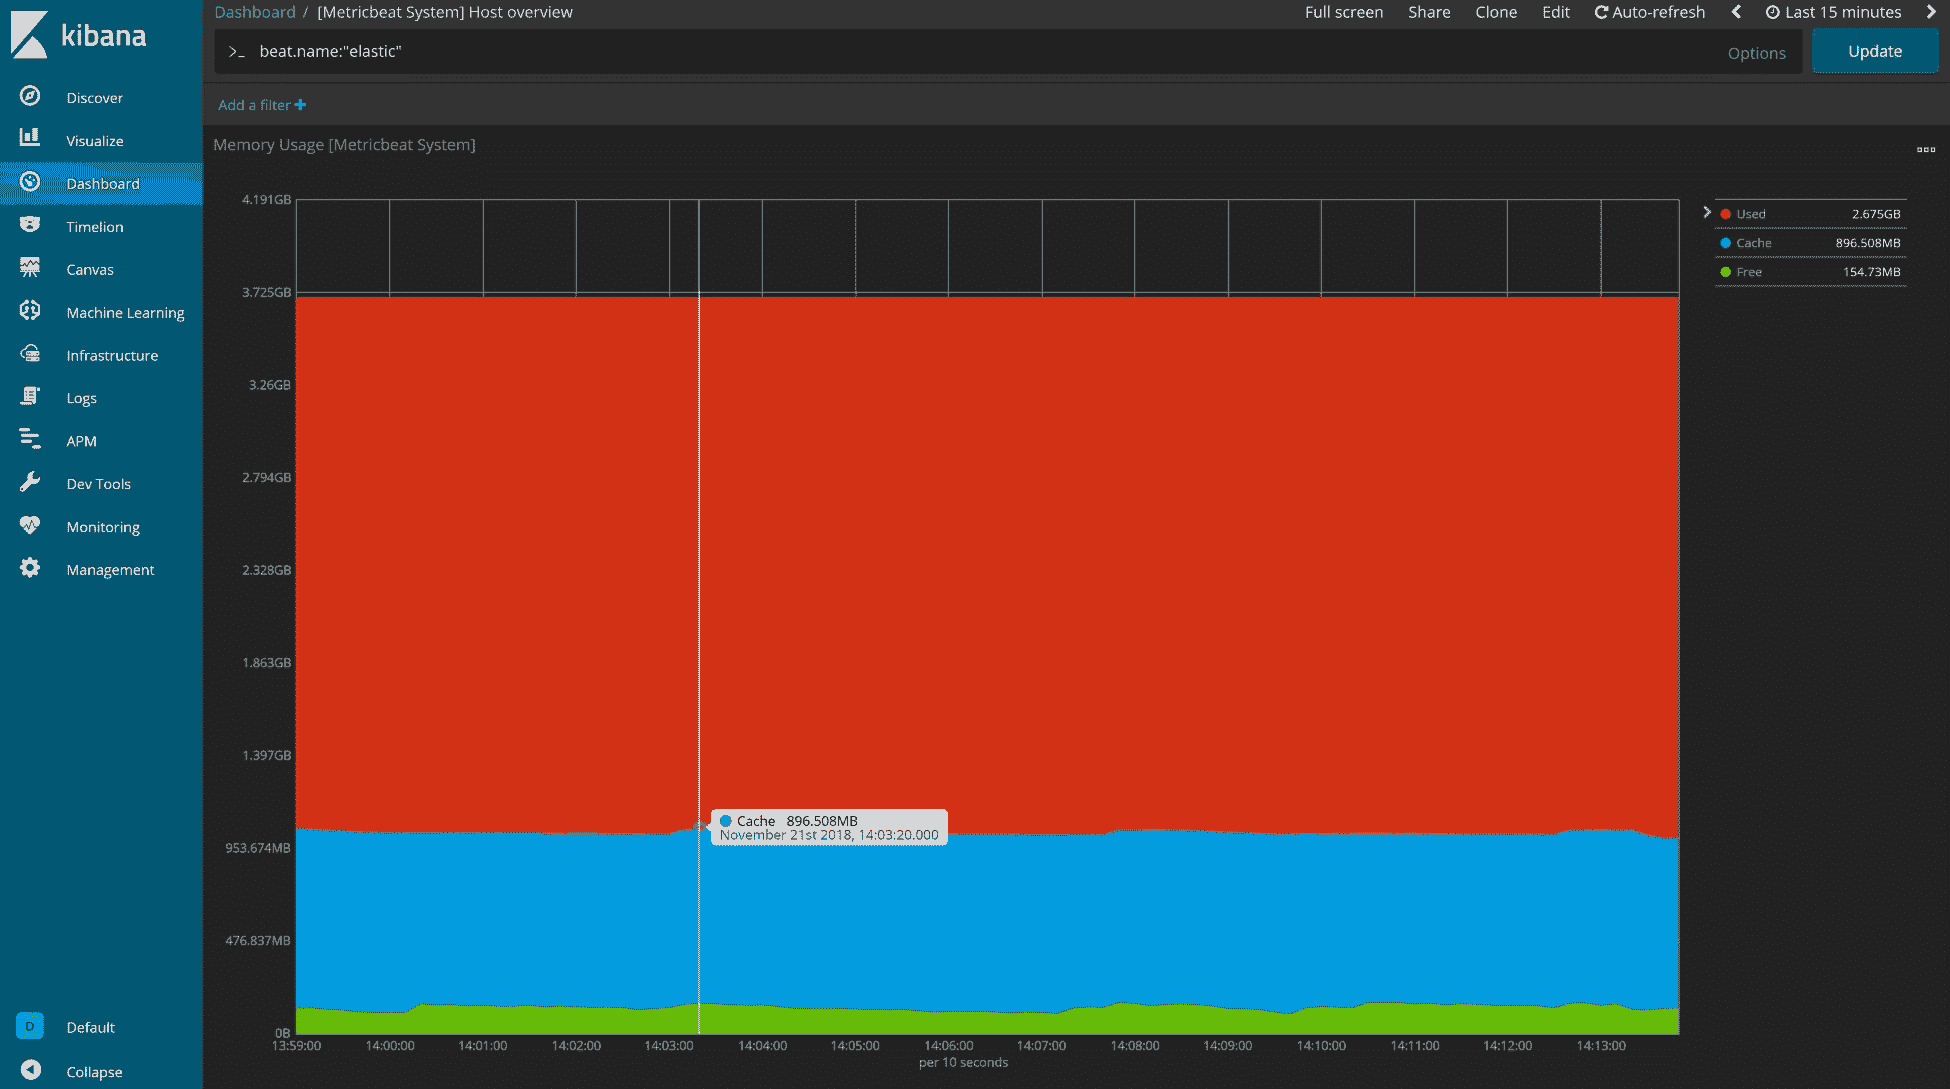 kibana
Discover
Visualize
Dashboard
Timelion
Canvas
Machine Learning
Infrastructure
Logs
APM
Dev Tools
Monitoring
Management
D Default
Collapse
Dashboard / [Metricbeat System] Host overview
Full screen Share Clone Edit Auto-refresh Last 15 minutes
>_ beat.name:"elastic" Options Update
Add a filter +
Memory Usage [Metricbeat System]
4.191GB
3.725GB
3.26GB
2.794GB
2.328GB
1.863GB
1.397GB
953.674MB
476.837MB
0B
Cache 896.508MB
November 21st 2018, 14:03:20.000
13:59:00 14:00:00 14:01:00 14:02:00 14:03:00 14:04:00 14:05:00 14:06:00 14:07:00 14:08:00 14:09:00 14:10:00 14:11:00 14:12:00 14:13:00
per 10 seconds
Used 2.675GB
Cache 896.508MB
Free 154.73MB